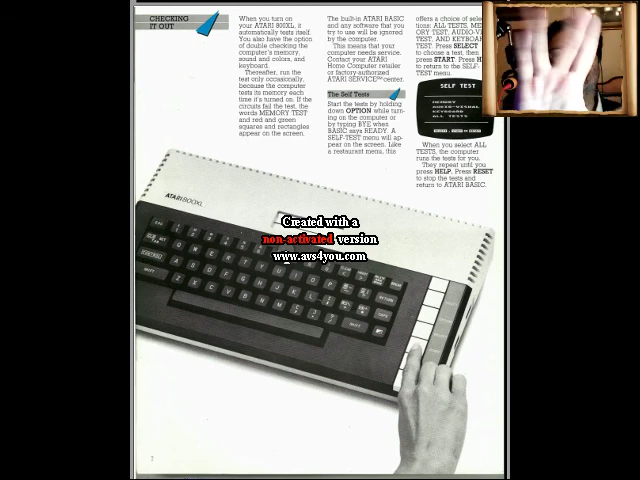 CHECKING
IT OUT
When you turn on
your ATARI 800XL, it
automatically tests itself.
You also have the option
of double checking the
computer's memory,
sound and colors, and
keyboard.
Thereafter, run the
test only occasionally,
because the computer
tests its memory each
time it's turned on. If the
circuits fail the test, the
words MEMORY TEST
and red and green
squares and rectangles
appear on the screen.
The built-in ATARI BASIC
and any software that you
try to use will be ignored
by the computer.
This means that your
computer needs service.
Contact your ATARI
Home Computer retailer
or factory-authorized
ATARI SERVICE℠ center.
The Self Tests
Start the tests by holding
down OPTION while turn-
ing on the computer or
by typing BYE when
BASIC says READY. A
SELF-TEST menu will ap-
pear on the screen. Like
a restaurant menu, this
offers a choice of selec
tions: ALL TESTS, MEM
ORY TEST, AUDIO-VI
TEST, AND KEYBOAR
TEST. Press SELECT
to choose a test, then
press START. Press H
to return to the SELF-
TEST menu.
SELF TEST
MEMORY
AUDIO-VISUAL
KEYBOARD
ALL TESTS
When you select ALL
TESTS, the computer
runs the tests for you.
They repeat until you
press HELP. Press RESET
to stop the tests and
return to ATARI BASIC.
ATARI 800XL
Created with a
non-activated version
www.avs4you.com